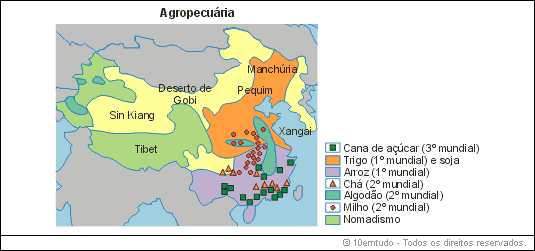 Agropecuária
Manchúria
Deserto de
Gobi
Pequim
Sin Kiang
Xangai
Tibet
Cana de açúcar (3º mundial)
Trigo (1º mundial) e soja
Arroz (1º mundial)
Chá (2º mundial)
Algodão (2º mundial)
Milho (2º mundial)
Nomadismo
© 10emtudo - Todos os direitos reservados.